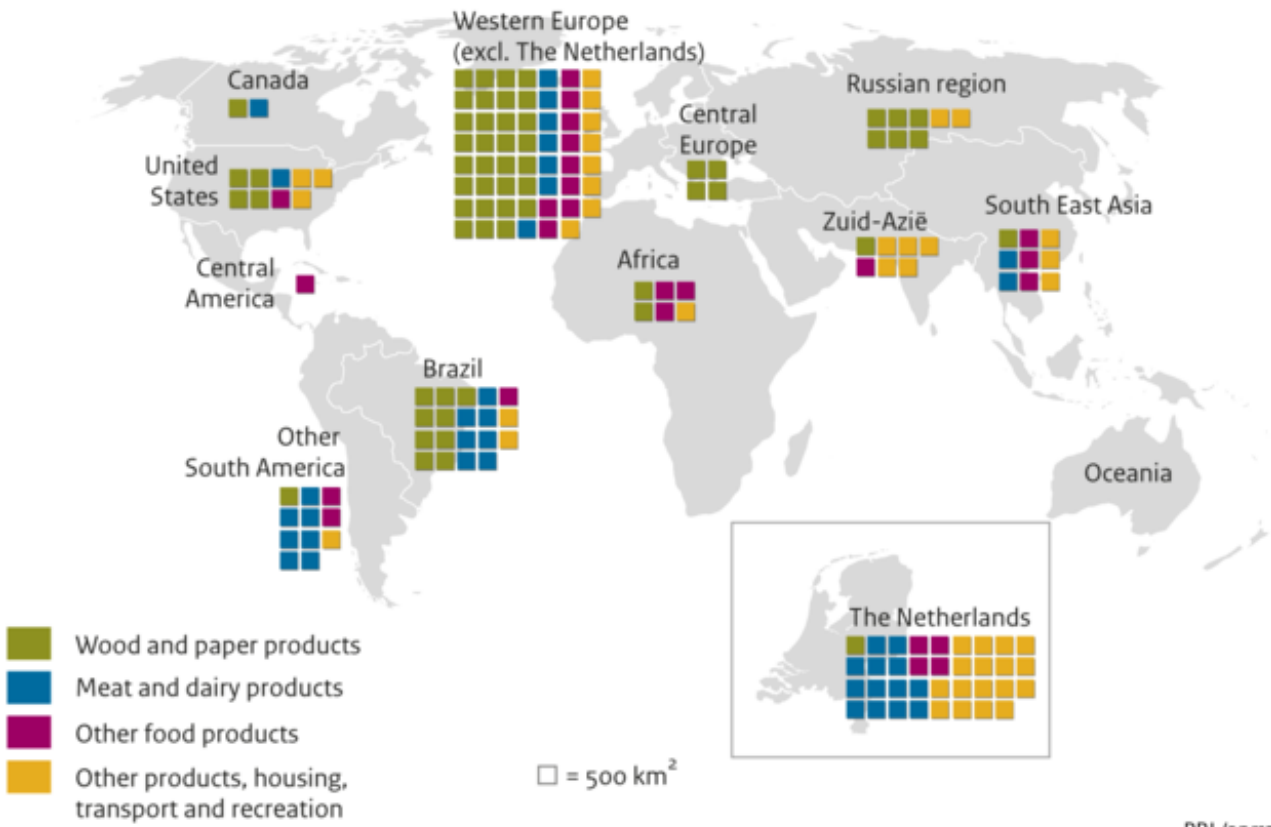 Western Europe
(excl. The Netherlands)
Canada
Russian region
Central
Europe
United
States
South East Asia
Zuid-Azië
Africa
Central
America
Brazil
Other
South America
Oceania
The Netherlands
Wood and paper products
Meat and dairy products
Other food products
Other products, housing,
transport and recreation
= 500 km²